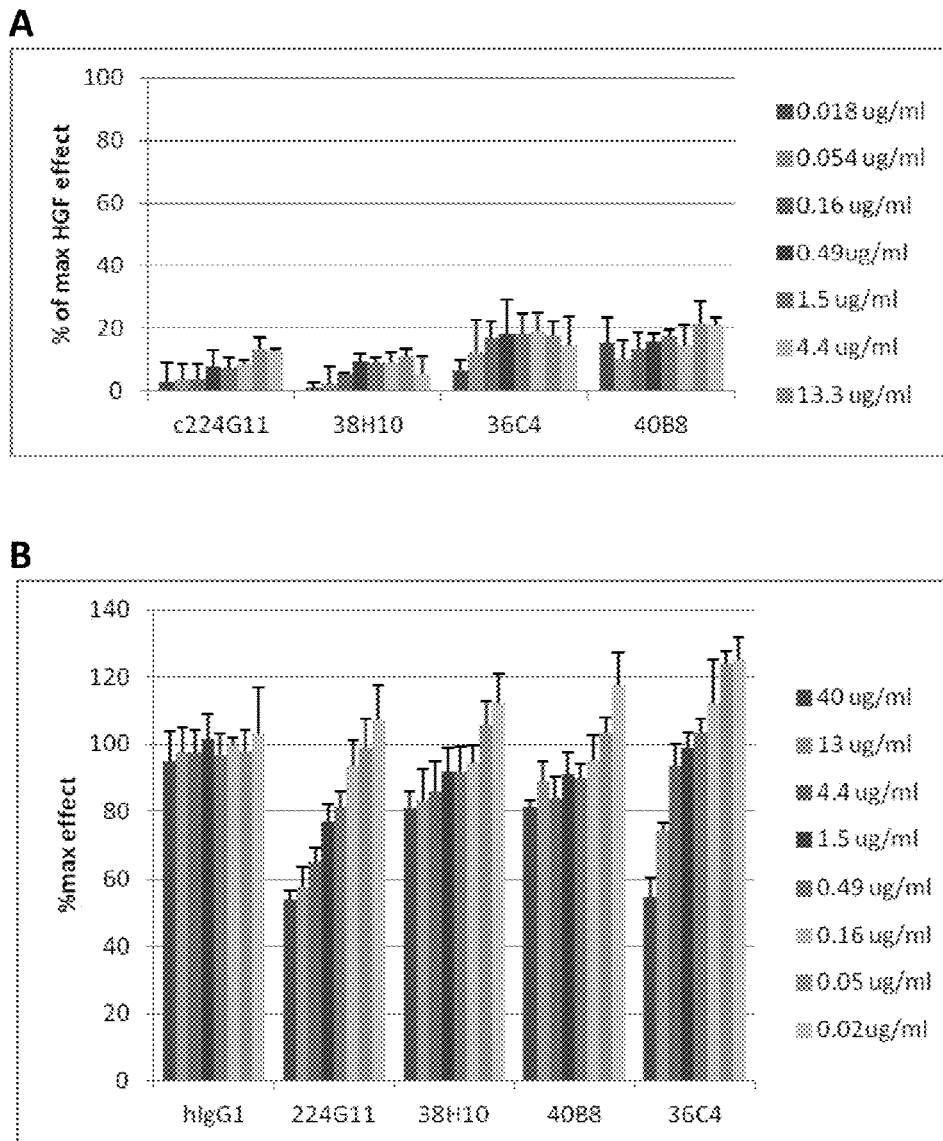 A
% of max HGF effect
100
80
60
40
20
0
c224G11
38H10
36C4
40B8
0.018 ug/ml
0.054 ug/ml
0.16 ug/ml
0.49ug/ml
1.5 ug/ml
4.4 ug/ml
13.3 ug/ml
B
%max effect
140
120
100
80
60
40
20
0
hIgG1
224G11
38H10
40B8
36C4
40 ug/ml
13 ug/ml
4.4 ug/ml
1.5 ug/ml
0.49 ug/ml
0.16 ug/ml
0.05 ug/ml
0.02ug/ml